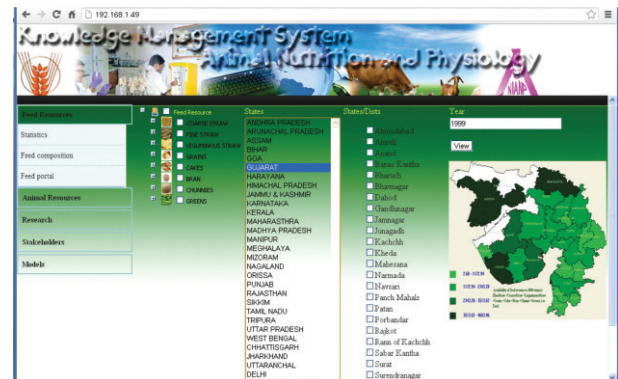 192.168.1.49
Knowledge Management System
Animal Nutrition and Physiology
NIANP
Feed Resources
Statistics
Feed composition
Feed portal
Animal Resources
Research
Stakeholders
Models
Feed Resource
COARSE STRAW
FINE STRAW
LEGUMINOUS STRAW
GRAINS
CAKES
BRAN
CHUNNIES
GREENS
States
ANDHRA PRADESH
ARUNACHAL PRADESH
ASSAM
BIHAR
GOA
GUJARAT
HARAYANA
HIMACHAL PRADESH
JAMMU & KASHMIR
KARNATAKA
KERALA
MAHARASTHRA
MADHYA PRADESH
MANIPUR
MEGHALAYA
MIZORAM
NAGALAND
ORISSA
PUNJAB
RAJASTHAN
SIKKIM
TAMIL NADU
TRIPURA
UTTAR PRADESH
WEST BENGAL
CHHATTISGARH
JHARKHAND
UTTARANCHAL
DELHI
States/Dists
Ahmadabad
Amreli
Anand
Banas Kantha
Bharuch
Bhavnagar
Dahod
Gandhinagar
Jamnagar
Junagadh
Kachchh
Kheda
Mahesana
Narmada
Navsari
Panch Mahals
Patan
Porbandar
Rajkot
Rann of Kachchh
Sabar Kantha
Surat
Surendranagar
Year
1999
View